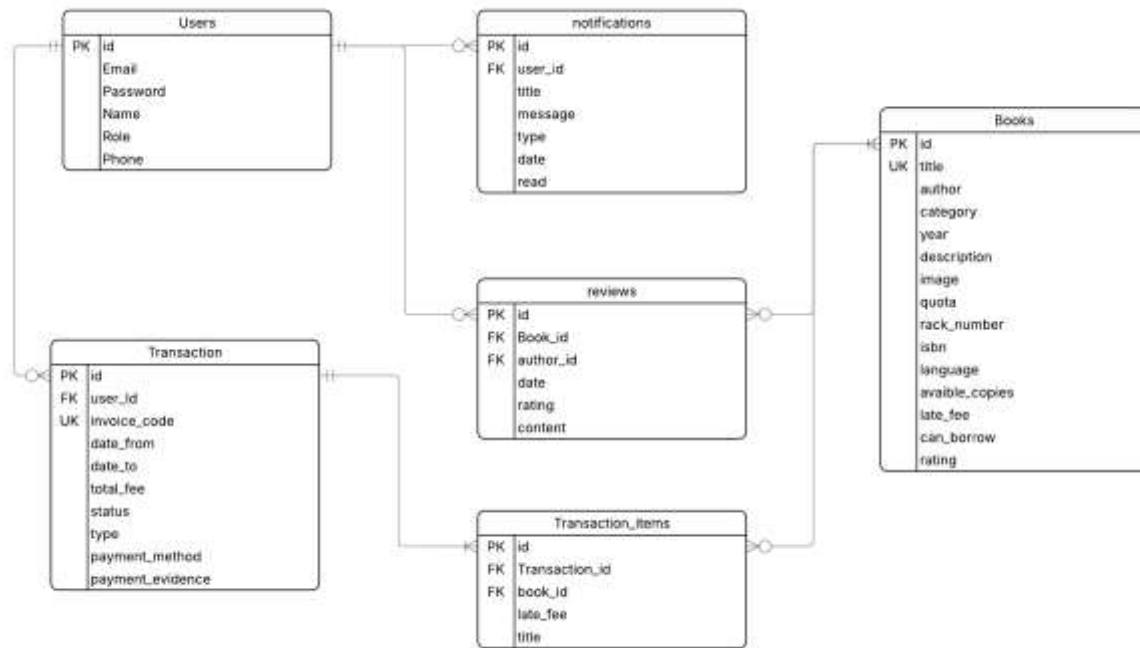 Users
PK id
Email
Password
Name
Role
Phone
notifications
PK id
FK user_id
title
message
type
date
read
Books
PK id
UK title
author
category
year
description
image
quota
rack_number
isbn
language
avaible_copies
late_fee
can_borrow
rating
reviews
PK id
FK Book_id
FK author_id
date
rating
content
Transaction
PK id
FK user_Id
UK invoice_code
date_from
date_to
total_fee
status
type
payment_method
payment_evidence
Transaction_items
PK id
FK Transaction_id
FK book_id
late_fee
title